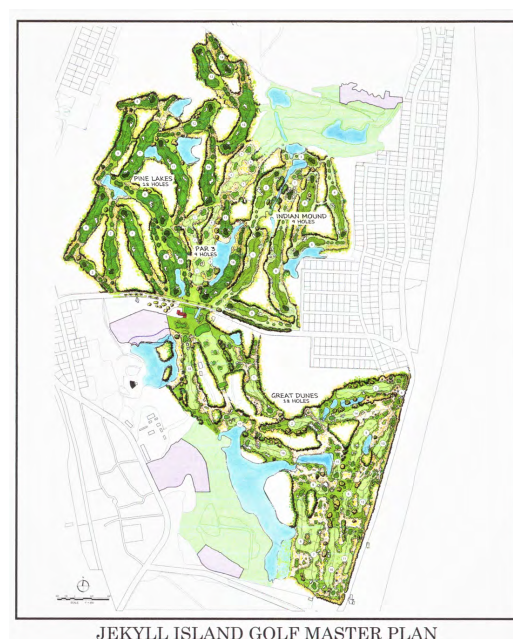 PINE LAKES
18 HOLES
INDIAN MOUND
9 HOLES
PAR 3
9 HOLES
GREAT DUNES
18 HOLES
JEKYLL ISLAND GOLF MASTER PLAN